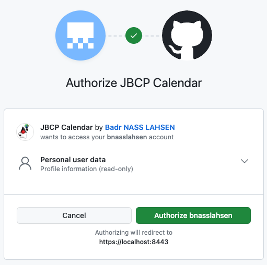 Authorize JBCP Calendar
JBCP Calendar by Badr NASS LAHSEN
wants to access your bnasslahsen account
Personal user data
Profile information (read-only)
Cancel
Authorize bnasslahsen
Authorizing will redirect to
https://localhost:8443